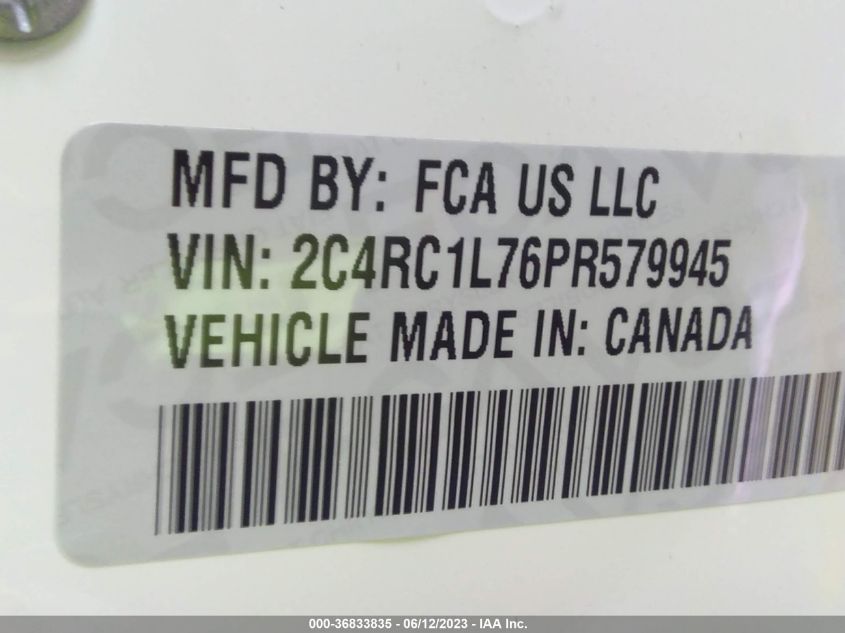 MFD BY: FCA US LLC
VIN: 2C4RC1L76PR579945
VEHICLE MADE IN: CANADA
000-36833835 - 06/12/2023 - IAA Inc.